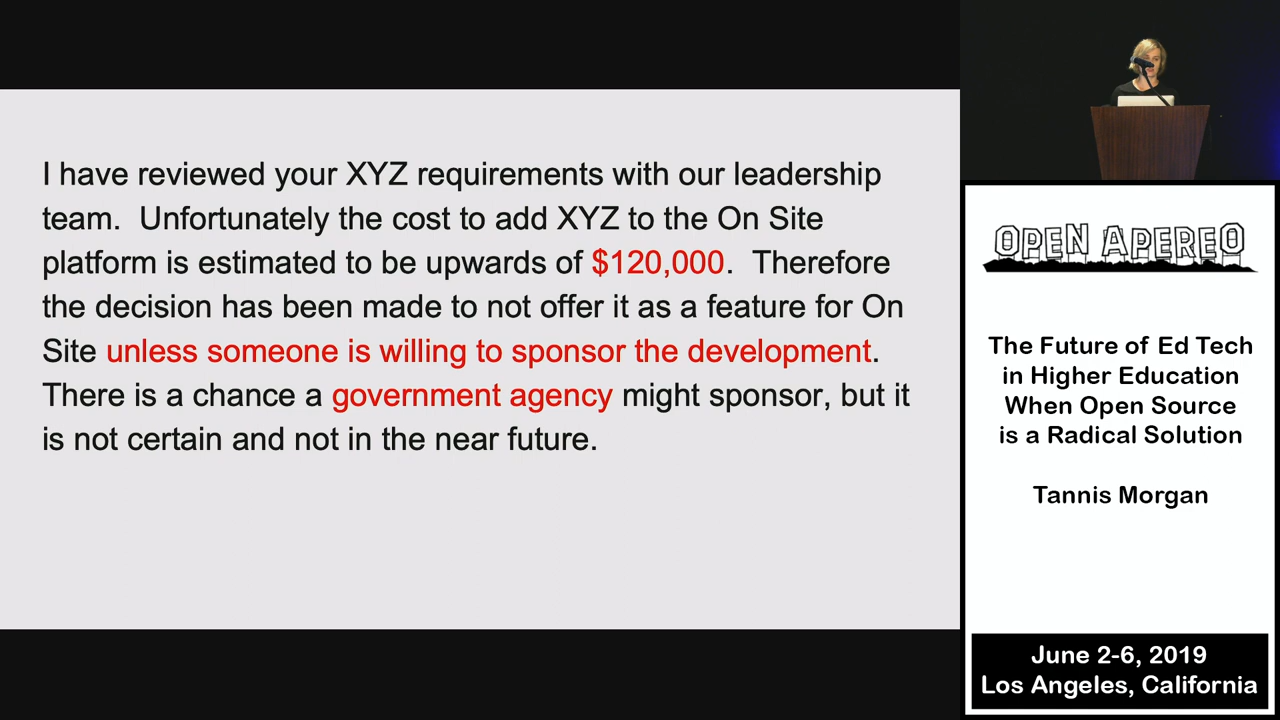 I have reviewed your XYZ requirements with our leadership
team.  Unfortunately the cost to add XYZ to the On Site
platform is estimated to be upwards of $120,000.  Therefore
the decision has been made to not offer it as a feature for On
Site unless someone is willing to sponsor the development.
There is a chance a government agency might sponsor, but it
is not certain and not in the near future.
OPEN APEREO
The Future of Ed Tech
in Higher Education
When Open Source
is a Radical Solution
Tannis Morgan
June 2-6, 2019
Los Angeles, California